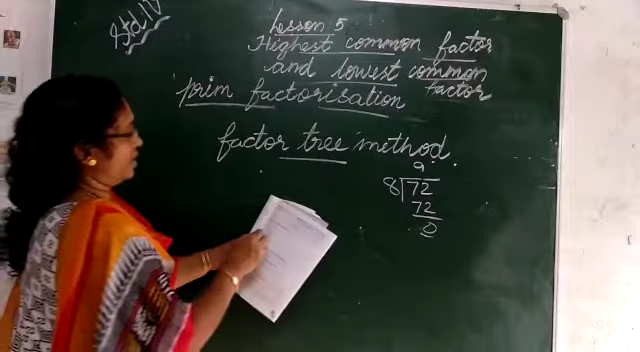 Std IV
Lesson 5
Highest common factor
and lowest common
factor
prim factorisation
factor tree method.
9
8)72
72
0